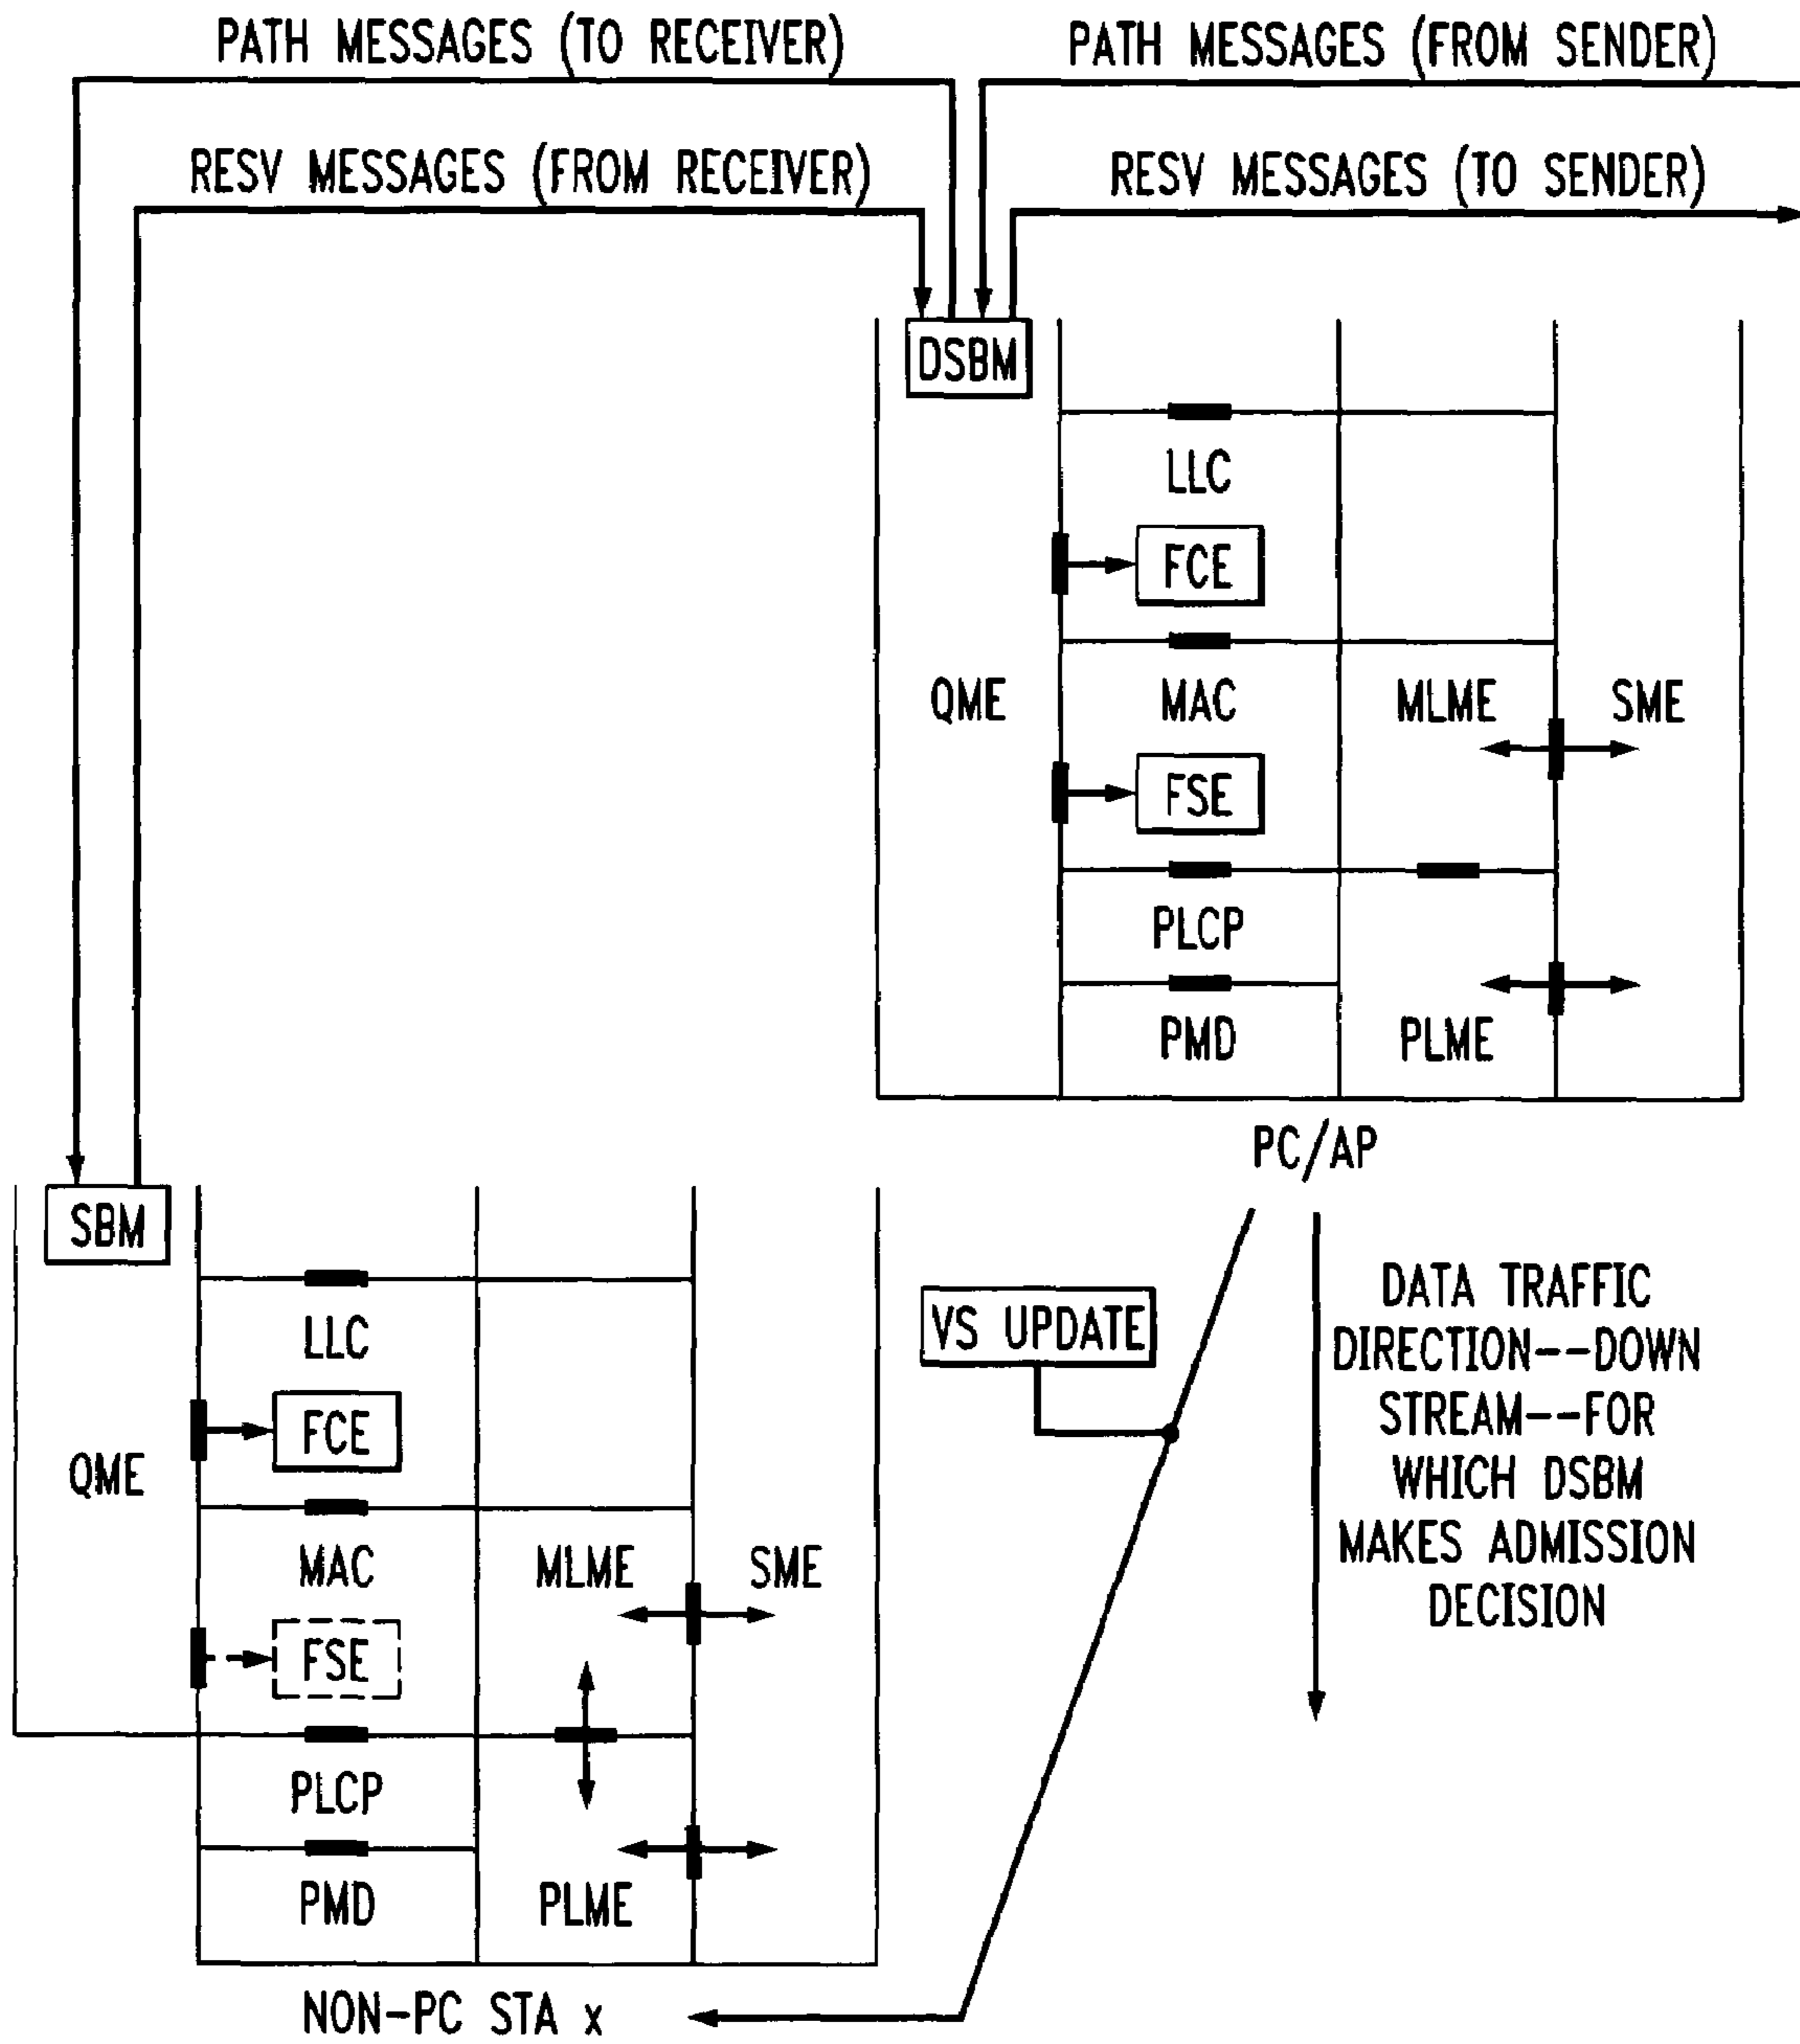 PATH MESSAGES (TO RECEIVER)
PATH MESSAGES (FROM SENDER)
RESV MESSAGES (FROM RECEIVER)
RESV MESSAGES (TO SENDER)
DSBM
LLC
FCE
QME
MAC
MLME
SME
FSE
PLCP
PMD
PLME
PC/AP
SBM
LLC
FCE
QME
MAC
MLME
SME
FSE
PLCP
PMD
PLME
NON-PC STA x
VS UPDATE
DATA TRAFFIC
DIRECTION--DOWN
STREAM--FOR
WHICH DSBM
MAKES ADMISSION
DECISION